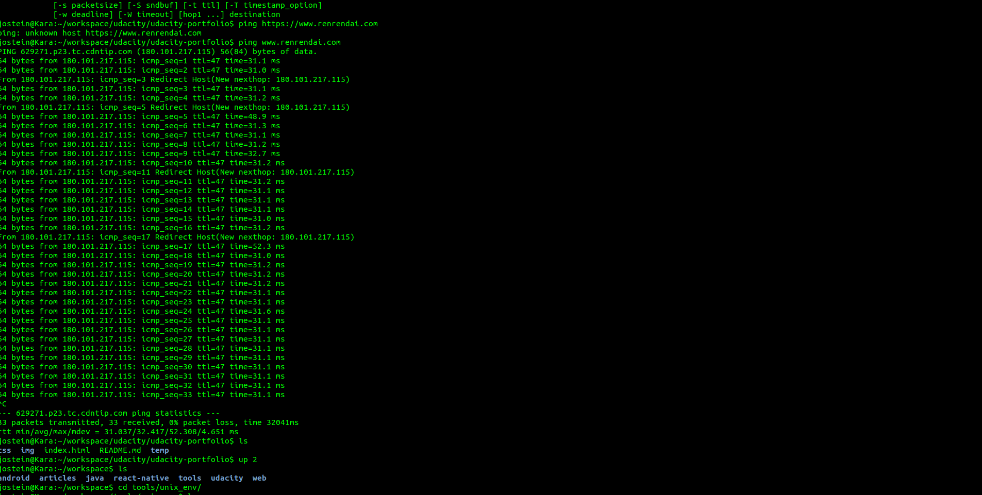 [-s packetsize] [-S sndbuf] [-t ttl] [-T timestamp_option]
[-w deadline] [-W timeout] [hop1 ...] destination
jostein@Kara:~/workspace/udacity/udacity-portfolio$ ping https://www.renrendai.com
ping: unknown host https://www.renrendai.com
jostein@Kara:~/workspace/udacity/udacity-portfolio$ ping www.renrendai.com
PING 629271.p23.tc.cdntip.com (180.101.217.115) 56(84) bytes of data.
64 bytes from 180.101.217.115: icmp_seq=1 ttl=47 time=31.1 ms
64 bytes from 180.101.217.115: icmp_seq=2 ttl=47 time=31.0 ms
From 180.101.217.115: icmp_seq=3 Redirect Host(New nexthop: 180.101.217.115)
64 bytes from 180.101.217.115: icmp_seq=3 ttl=47 time=31.1 ms
64 bytes from 180.101.217.115: icmp_seq=4 ttl=47 time=31.2 ms
From 180.101.217.115: icmp_seq=5 Redirect Host(New nexthop: 180.101.217.115)
64 bytes from 180.101.217.115: icmp_seq=5 ttl=47 time=48.9 ms
64 bytes from 180.101.217.115: icmp_seq=6 ttl=47 time=31.3 ms
64 bytes from 180.101.217.115: icmp_seq=7 ttl=47 time=31.1 ms
64 bytes from 180.101.217.115: icmp_seq=8 ttl=47 time=31.2 ms
64 bytes from 180.101.217.115: icmp_seq=9 ttl=47 time=32.7 ms
64 bytes from 180.101.217.115: icmp_seq=10 ttl=47 time=31.2 ms
From 180.101.217.115: icmp_seq=11 Redirect Host(New nexthop: 180.101.217.115)
64 bytes from 180.101.217.115: icmp_seq=11 ttl=47 time=31.2 ms
64 bytes from 180.101.217.115: icmp_seq=12 ttl=47 time=31.1 ms
64 bytes from 180.101.217.115: icmp_seq=13 ttl=47 time=31.1 ms
64 bytes from 180.101.217.115: icmp_seq=14 ttl=47 time=31.1 ms
64 bytes from 180.101.217.115: icmp_seq=15 ttl=47 time=31.0 ms
64 bytes from 180.101.217.115: icmp_seq=16 ttl=47 time=31.2 ms
From 180.101.217.115: icmp_seq=17 Redirect Host(New nexthop: 180.101.217.115)
64 bytes from 180.101.217.115: icmp_seq=17 ttl=47 time=52.3 ms
64 bytes from 180.101.217.115: icmp_seq=18 ttl=47 time=31.0 ms
64 bytes from 180.101.217.115: icmp_seq=19 ttl=47 time=31.2 ms
64 bytes from 180.101.217.115: icmp_seq=20 ttl=47 time=31.2 ms
64 bytes from 180.101.217.115: icmp_seq=21 ttl=47 time=31.2 ms
64 bytes from 180.101.217.115: icmp_seq=22 ttl=47 time=31.1 ms
64 bytes from 180.101.217.115: icmp_seq=23 ttl=47 time=31.1 ms
64 bytes from 180.101.217.115: icmp_seq=24 ttl=47 time=31.6 ms
64 bytes from 180.101.217.115: icmp_seq=25 ttl=47 time=31.1 ms
64 bytes from 180.101.217.115: icmp_seq=26 ttl=47 time=31.1 ms
64 bytes from 180.101.217.115: icmp_seq=27 ttl=47 time=31.1 ms
64 bytes from 180.101.217.115: icmp_seq=28 ttl=47 time=31.1 ms
64 bytes from 180.101.217.115: icmp_seq=29 ttl=47 time=31.1 ms
64 bytes from 180.101.217.115: icmp_seq=30 ttl=47 time=31.1 ms
64 bytes from 180.101.217.115: icmp_seq=31 ttl=47 time=31.1 ms
64 bytes from 180.101.217.115: icmp_seq=32 ttl=47 time=31.1 ms
64 bytes from 180.101.217.115: icmp_seq=33 ttl=47 time=31.1 ms
^C
--- 629271.p23.tc.cdntip.com ping statistics ---
33 packets transmitted, 33 received, 0% packet loss, time 32041ms
rtt min/avg/max/mdev = 31.037/32.417/52.308/4.651 ms
jostein@Kara:~/workspace/udacity/udacity-portfolio$ ls
css img index.html README.md temp
jostein@Kara:~/workspace/udacity/udacity-portfolio$ up 2
jostein@Kara:~/workspace$ ls
android articles java react-native tools udacity web
jostein@Kara:~/workspace$ cd tools/unix_env/